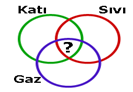 Katı Sıvı
?
Gaz